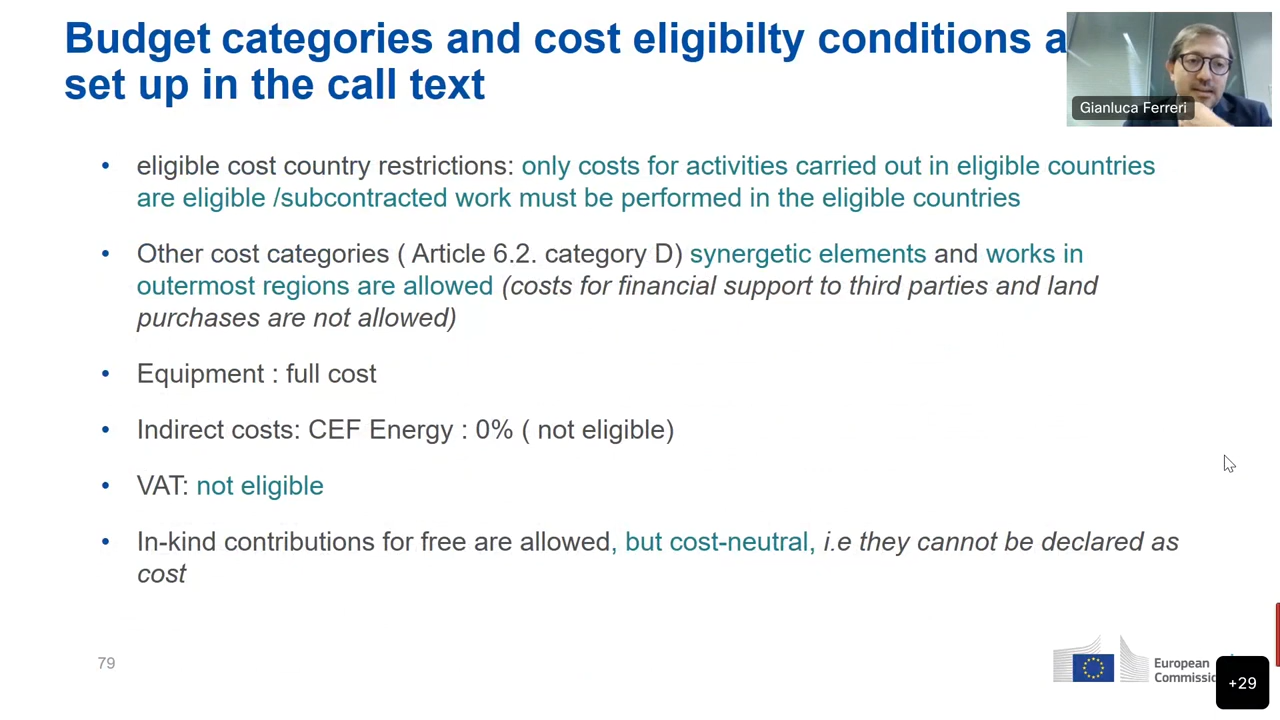 Budget categories and cost eligibilty conditions a
set up in the call text
Gianluca Ferreri
• eligible cost country restrictions: only costs for activities carried out in eligible countries
are eligible /subcontracted work must be performed in the eligible countries
• Other cost categories ( Article 6.2. category D) synergetic elements and works in
outermost regions are allowed (costs for financial support to third parties and land
purchases are not allowed)
• Equipment : full cost
• Indirect costs: CEF Energy : 0% ( not eligible)
• VAT: not eligible
• In-kind contributions for free are allowed, but cost-neutral, i.e they cannot be declared as
cost
79
European
Commissi
+29